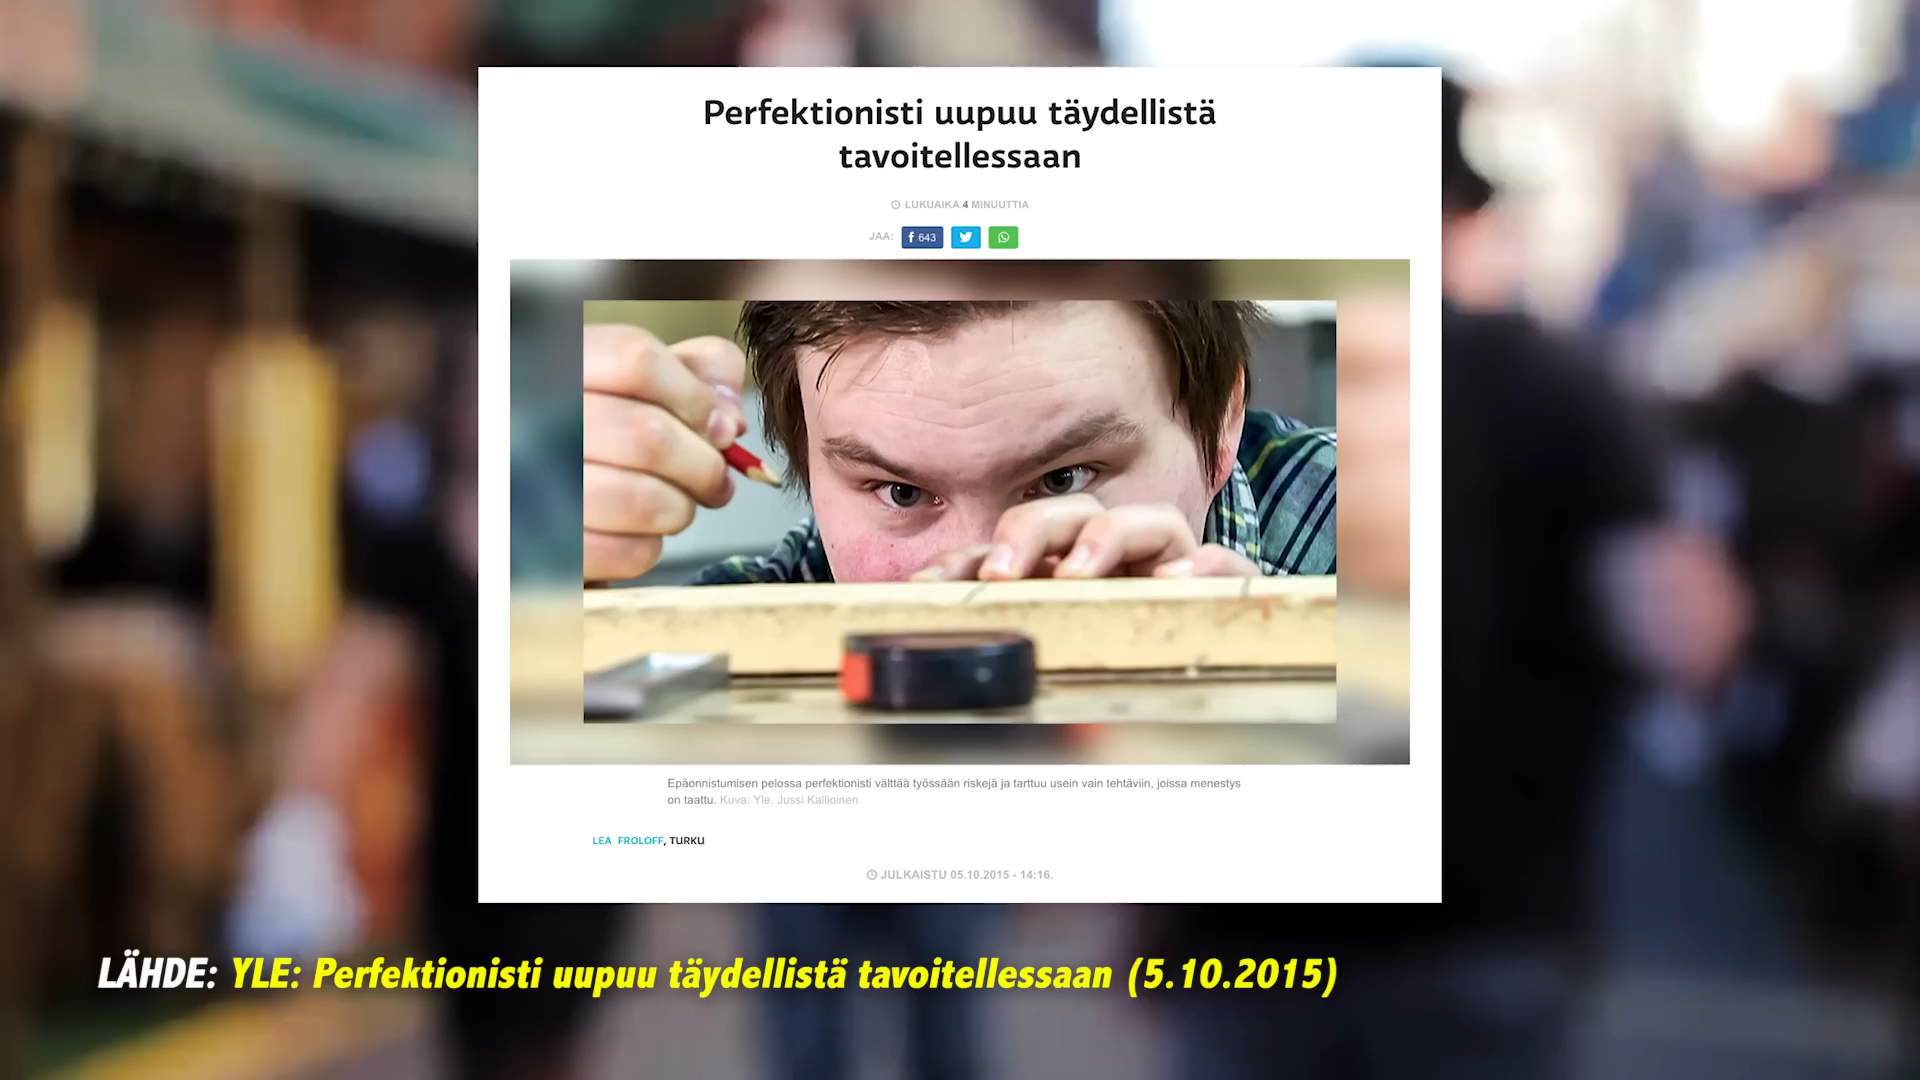 Perfektionisti uupuu täydellistä
tavoitellessaan
LUKUAIKA 4 MINUUTTIA
JAA: f 643
Epäonnistumisen pelossa perfektionisti välttää työssään riskejä ja tarttuu usein vain tehtäviin, joissa menestys
on taattu. Kuva: Yle, Jussi Kallioinen
LEA FROLOFF, TURKU
JULKAISTU 05.10.2015 - 14:16.
LÄHDE: YLE: Perfektionisti uupuu täydellistä tavoitellessaan (5.10.2015)